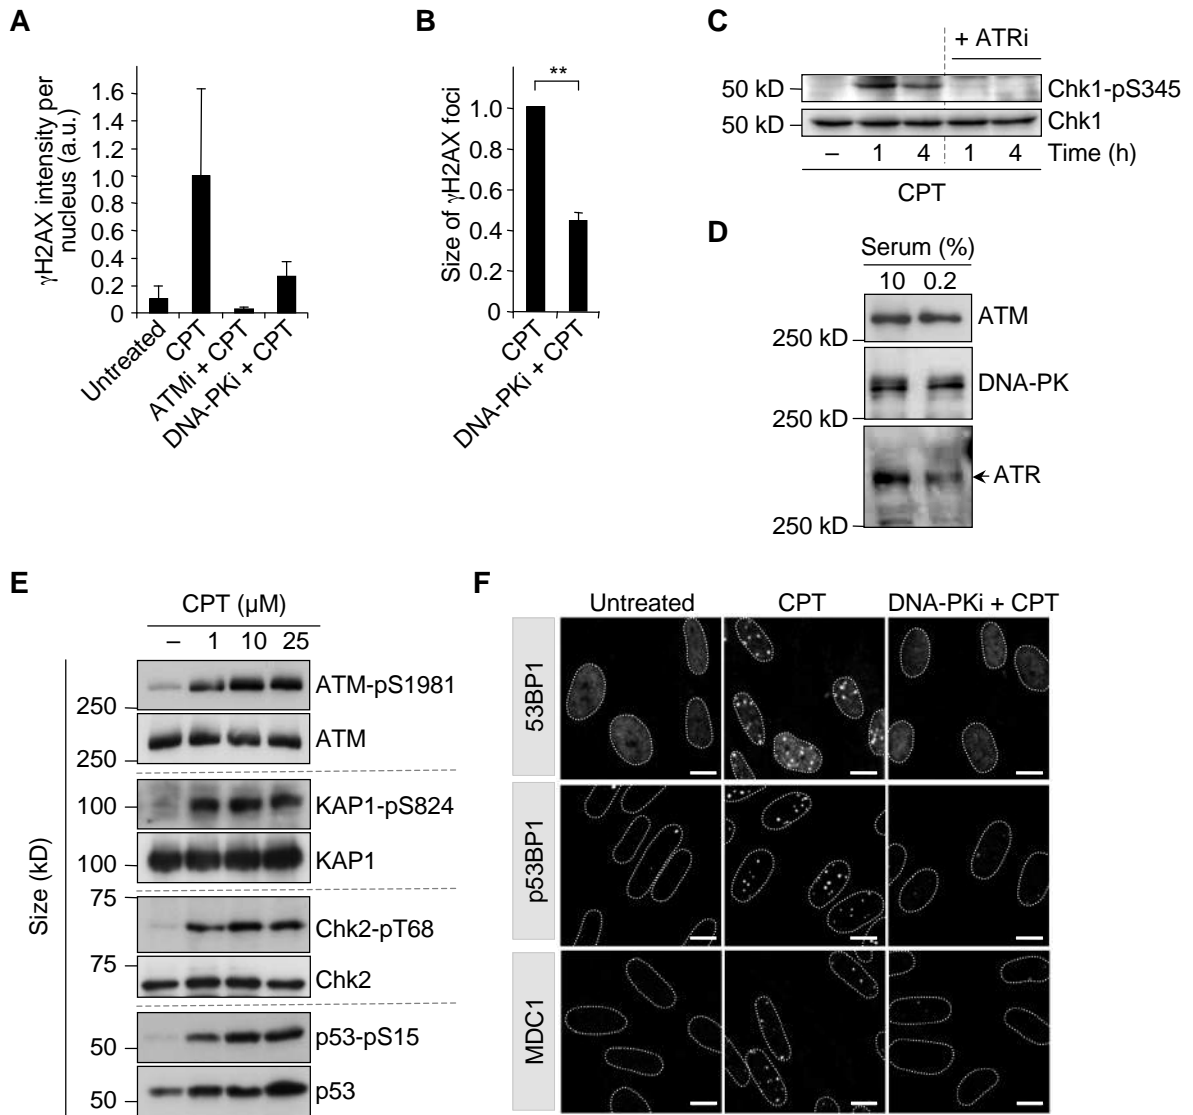 A
γH2AX intensity per
nucleus (a.u.)
1.6
1.4
1.2
1.0
0.8
0.6
0.4
0.2
0
Untreated
CPT
ATMi + CPT
DNA-PKi + CPT
B
**
Size of γH2AX foci
1.0
0.8
0.6
0.4
0.2
0
CPT
DNA-PKi + CPT
C
+ ATRi
50 kD
Chk1-pS345
50 kD
Chk1
– 1 4 1 4 Time (h)
CPT
D
Serum (%)
10 0.2
ATM
250 kD
DNA-PK
250 kD
ATR
250 kD
E
CPT (µM)
– 1 10 25
Size (kD)
ATM-pS1981
250
ATM
250
100
KAP1-pS824
100
KAP1
75
Chk2-pT68
75
Chk2
50
p53-pS15
50
p53
F
Untreated CPT DNA-PKi + CPT
53BP1
p53BP1
MDC1